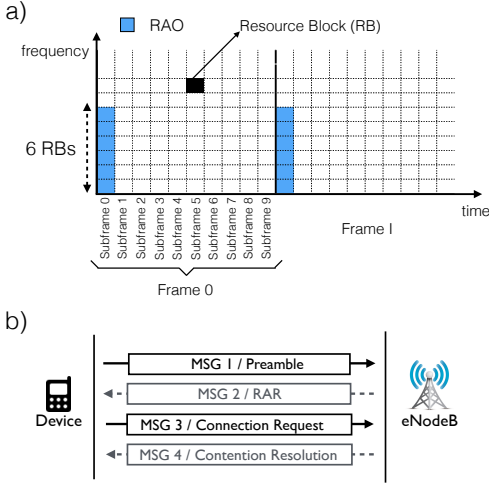 a)
RAO
Resource Block (RB)
frequency
6 RBs
time
Subframe 0
Subframe 1
Subframe 2
Subframe 3
Subframe 4
Subframe 5
Subframe 6
Subframe 7
Subframe 8
Subframe 9
Frame I
Frame 0
b)
MSG 1 / Preamble
MSG 2 / RAR
Device
MSG 3 / Connection Request
eNodeB
MSG 4 / Contention Resolution